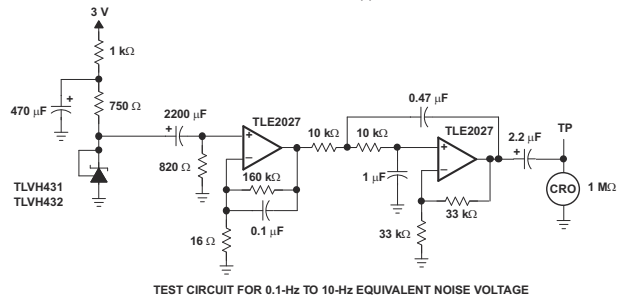 3 V
1 kΩ
470 μF
+
750 Ω
2200 μF
+
TLE2027
+
−
820 Ω
160 kΩ
0.1 μF
16 Ω
TLVH431
TLVH432
10 kΩ
10 kΩ
0.47 μF
1 μF
TLE2027
+
−
33 kΩ
33 kΩ
2.2 μF
+
TP
CRO
1 MΩ
TEST CIRCUIT FOR 0.1-Hz TO 10-Hz EQUIVALENT NOISE VOLTAGE